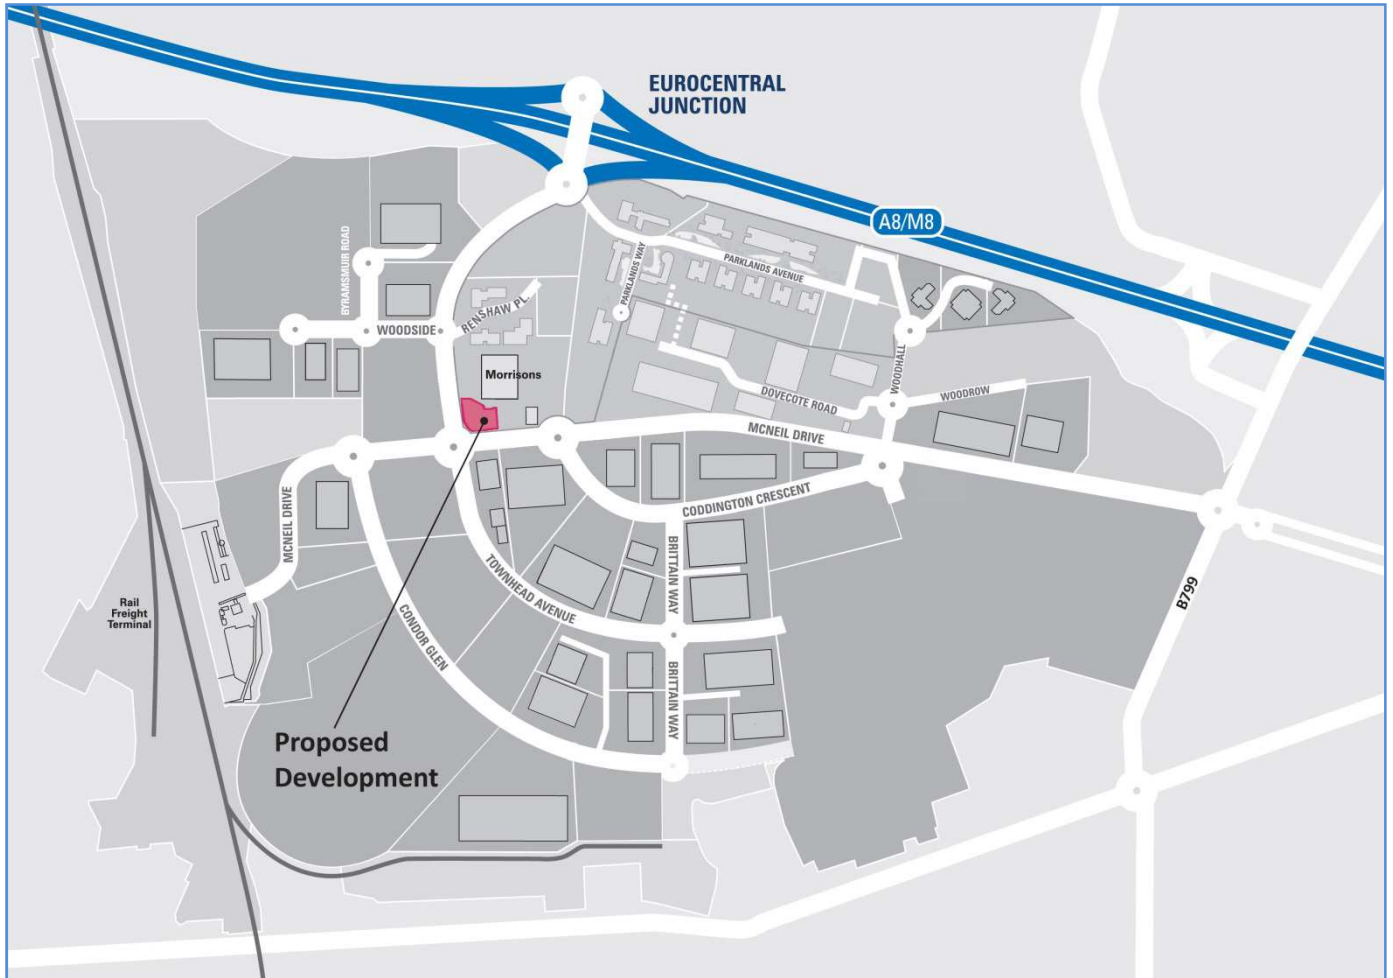 EUROCENTRAL
JUNCTION
A8/M8
BYRAMSMUIR ROAD
PARKLANDS WAY
PARKLANDS AVENUE
RENSHAW PL.
WOODSIDE
WOODHALL
Morrisons
DOVECOTE ROAD
WOODROW
MCNEIL DRIVE
MCNEIL DRIVE
CODDINGTON CRESCENT
BRITTAIN WAY
TOWNHEAD AVENUE
B799
Rail
Freight
Terminal
CONDOR GLEN
BRITTAIN WAY
Proposed
Development